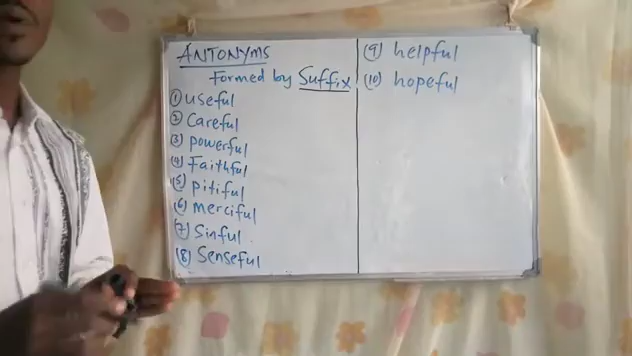 ANTONYMS
Formed by Suffix
(1) useful
(2) Careful
(3) powerful
(4) Faithful
(5) pitiful
(6) merciful
(7) Sinful
(8) Senseful
(9) helpful
(10) hopeful